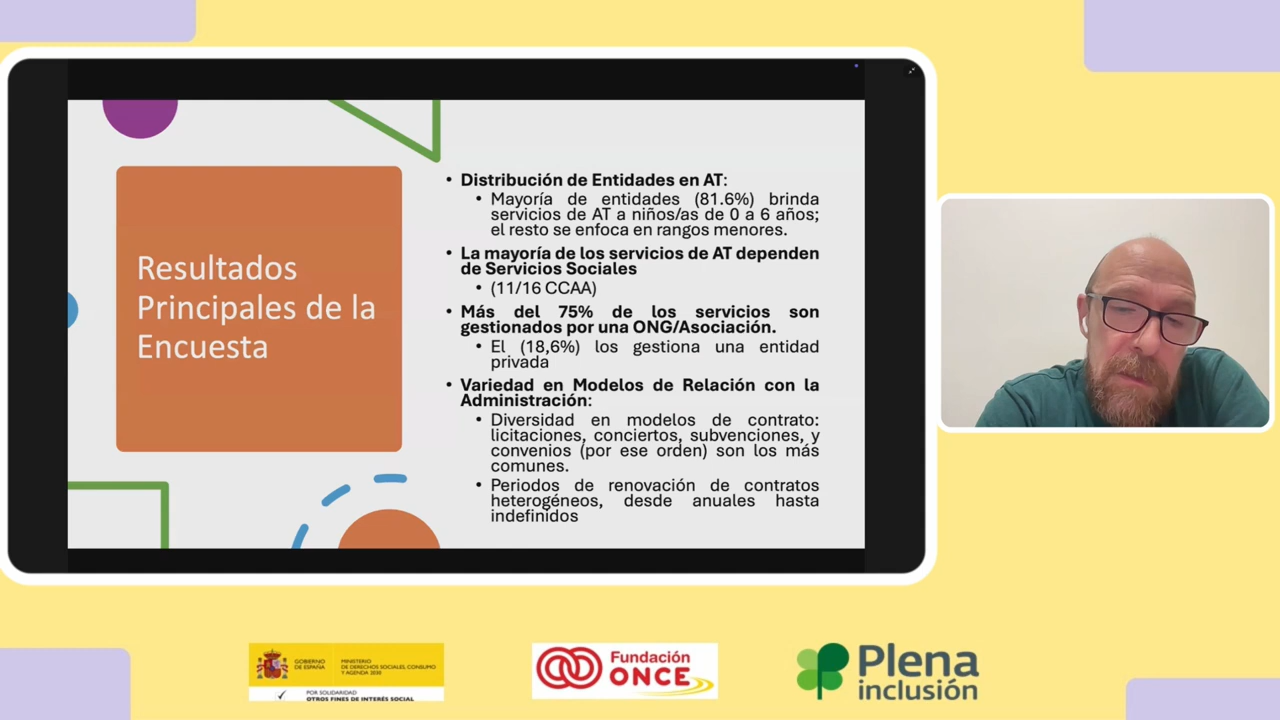 Resultados
Principales de la
Encuesta
• Distribución de Entidades en AT:
• Mayoría de entidades (81.6%) brinda
servicios de AT a niños/as de 0 a 6 años;
el resto se enfoca en rangos menores.
• La mayoría de los servicios de AT dependen
de Servicios Sociales
• (11/16 CCAA)
• Más del 75% de los servicios son
gestionados por una ONG/Asociación.
• El (18,6%) los gestiona una entidad
privada
• Variedad en Modelos de Relación con la
Administración:
• Diversidad en modelos de contrato:
licitaciones, conciertos, subvenciones, y
convenios (por ese orden) son los más
comunes.
• Periodos de renovación de contratos
heterogéneos, desde anuales hasta
indefinidos
GOBIERNO
DE ESPAÑA
MINISTERIO
DE DERECHOS SOCIALES, CONSUMO
Y AGENDA 2030
POR SOLIDARIDAD
OTROS FINES DE INTERÉS SOCIAL
Fundación
ONCE
Plena
inclusión